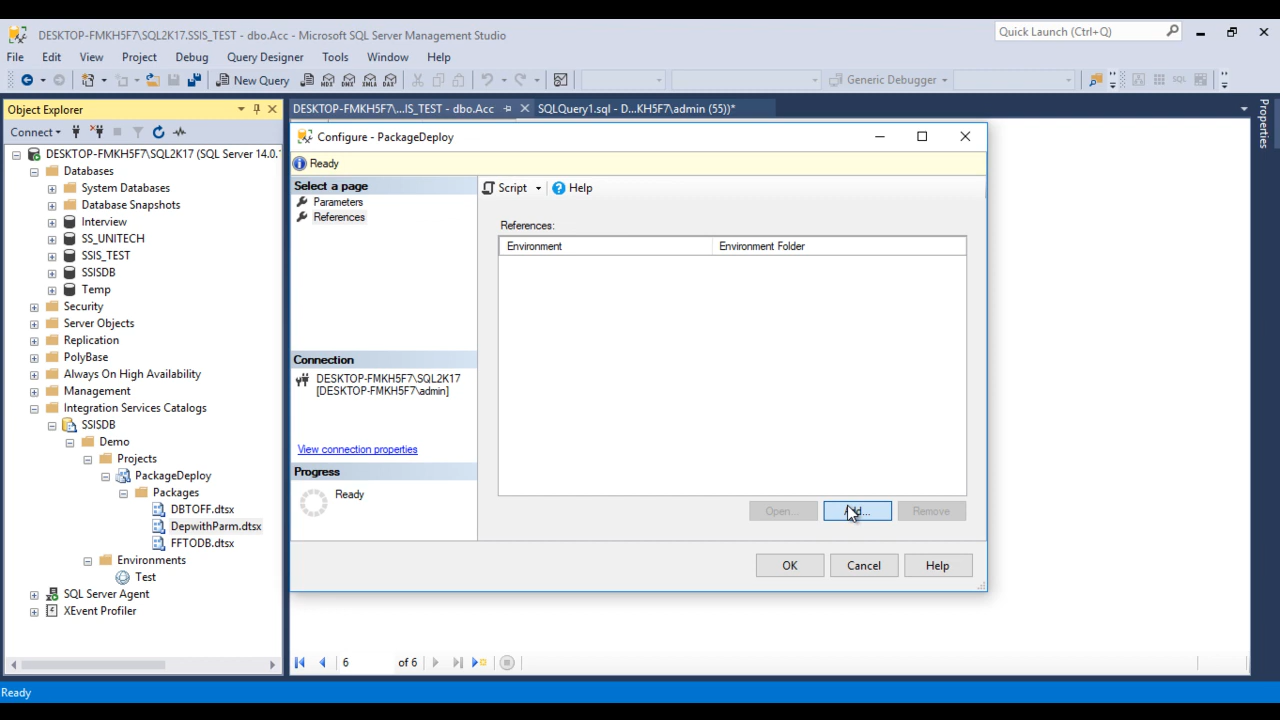 DESKTOP-FMKH5F7\SQL2K17.SSIS_TEST - dbo.Acc - Microsoft SQL Server Management Studio
Quick Launch (Ctrl+Q)
File Edit View Project Debug Query Designer Tools Window Help
New Query MDX DMX XMLA DAX Generic Debugger SQL
Object Explorer
DESKTOP-FMKH5F7\...IS_TEST - dbo.Acc
SQLQuery1.sql - D...KH5F7\admin (55))*
Properties
Connect
DESKTOP-FMKH5F7\SQL2K17 (SQL Server 14.0.
Databases
System Databases
Database Snapshots
Interview
SS_UNITECH
SSIS_TEST
SSISDB
Temp
Security
Server Objects
Replication
PolyBase
Always On High Availability
Management
Integration Services Catalogs
SSISDB
Demo
Projects
PackageDeploy
Packages
DBTOFF.dtsx
DepwithParm.dtsx
FFTODB.dtsx
Environments
Test
SQL Server Agent
XEvent Profiler
Configure - PackageDeploy
Ready
Select a page
Parameters
References
Script Help
References:
Environment Environment Folder
Connection
DESKTOP-FMKH5F7\SQL2K17
[DESKTOP-FMKH5F7\admin]
View connection properties
Progress
Ready
Open... Add... Remove
OK Cancel Help
6 of 6
Ready